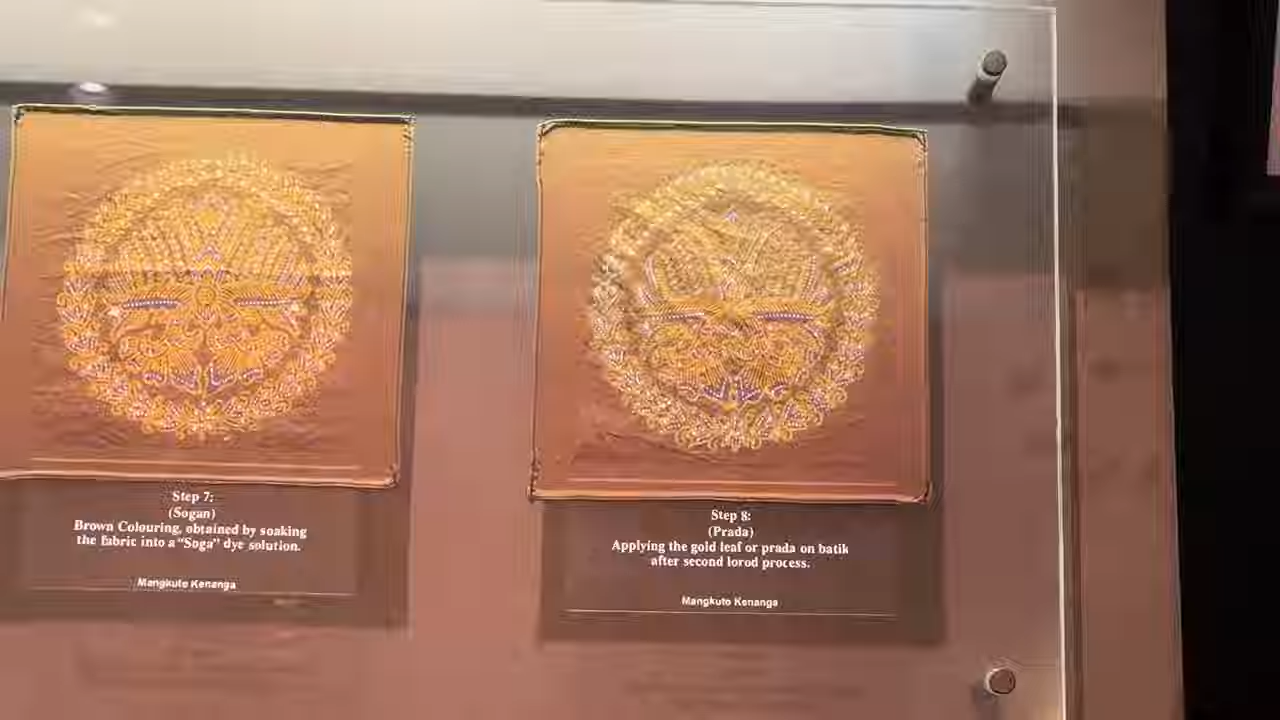 Step 7:
(Sogan)
Brown Colouring, obtained by soaking
the fabric into a "Soga" dye solution.
Mangkuto Kenanga
Step 8:
(Prada)
Applying the gold leaf or prada on batik
after second lorod process.
Mangkuto Kenanga